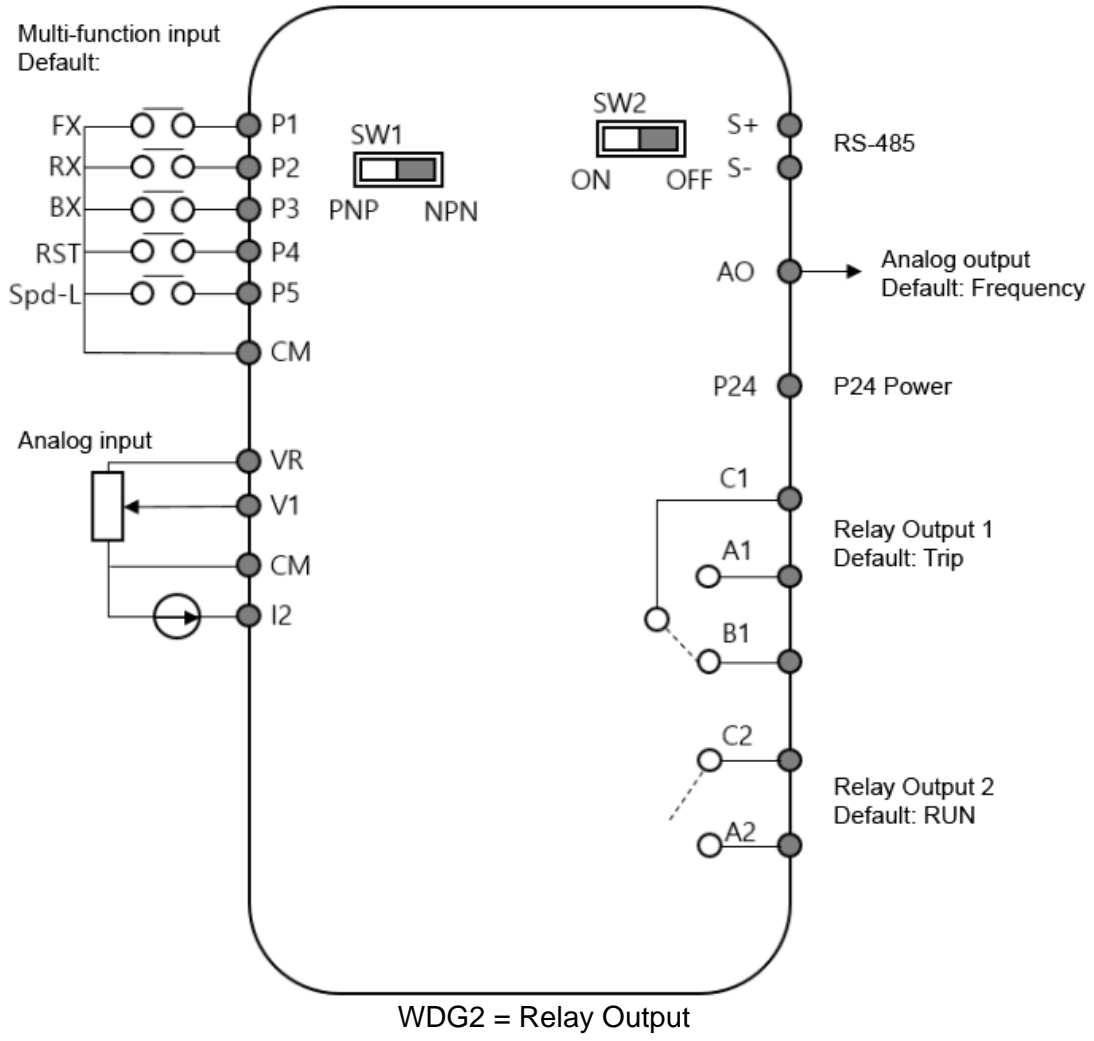 Multi-function input
Default:
FX
P1
RX
P2
BX
P3
RST
P4
Spd-L
P5
CM
SW1
PNP NPN
SW2
ON OFF
S+
S-
RS-485
AO
Analog output
Default: Frequency
P24
P24 Power
Analog input
VR
V1
CM
I2
C1
A1
B1
Relay Output 1
Default: Trip
C2
A2
Relay Output 2
Default: RUN
WDG2 = Relay Output